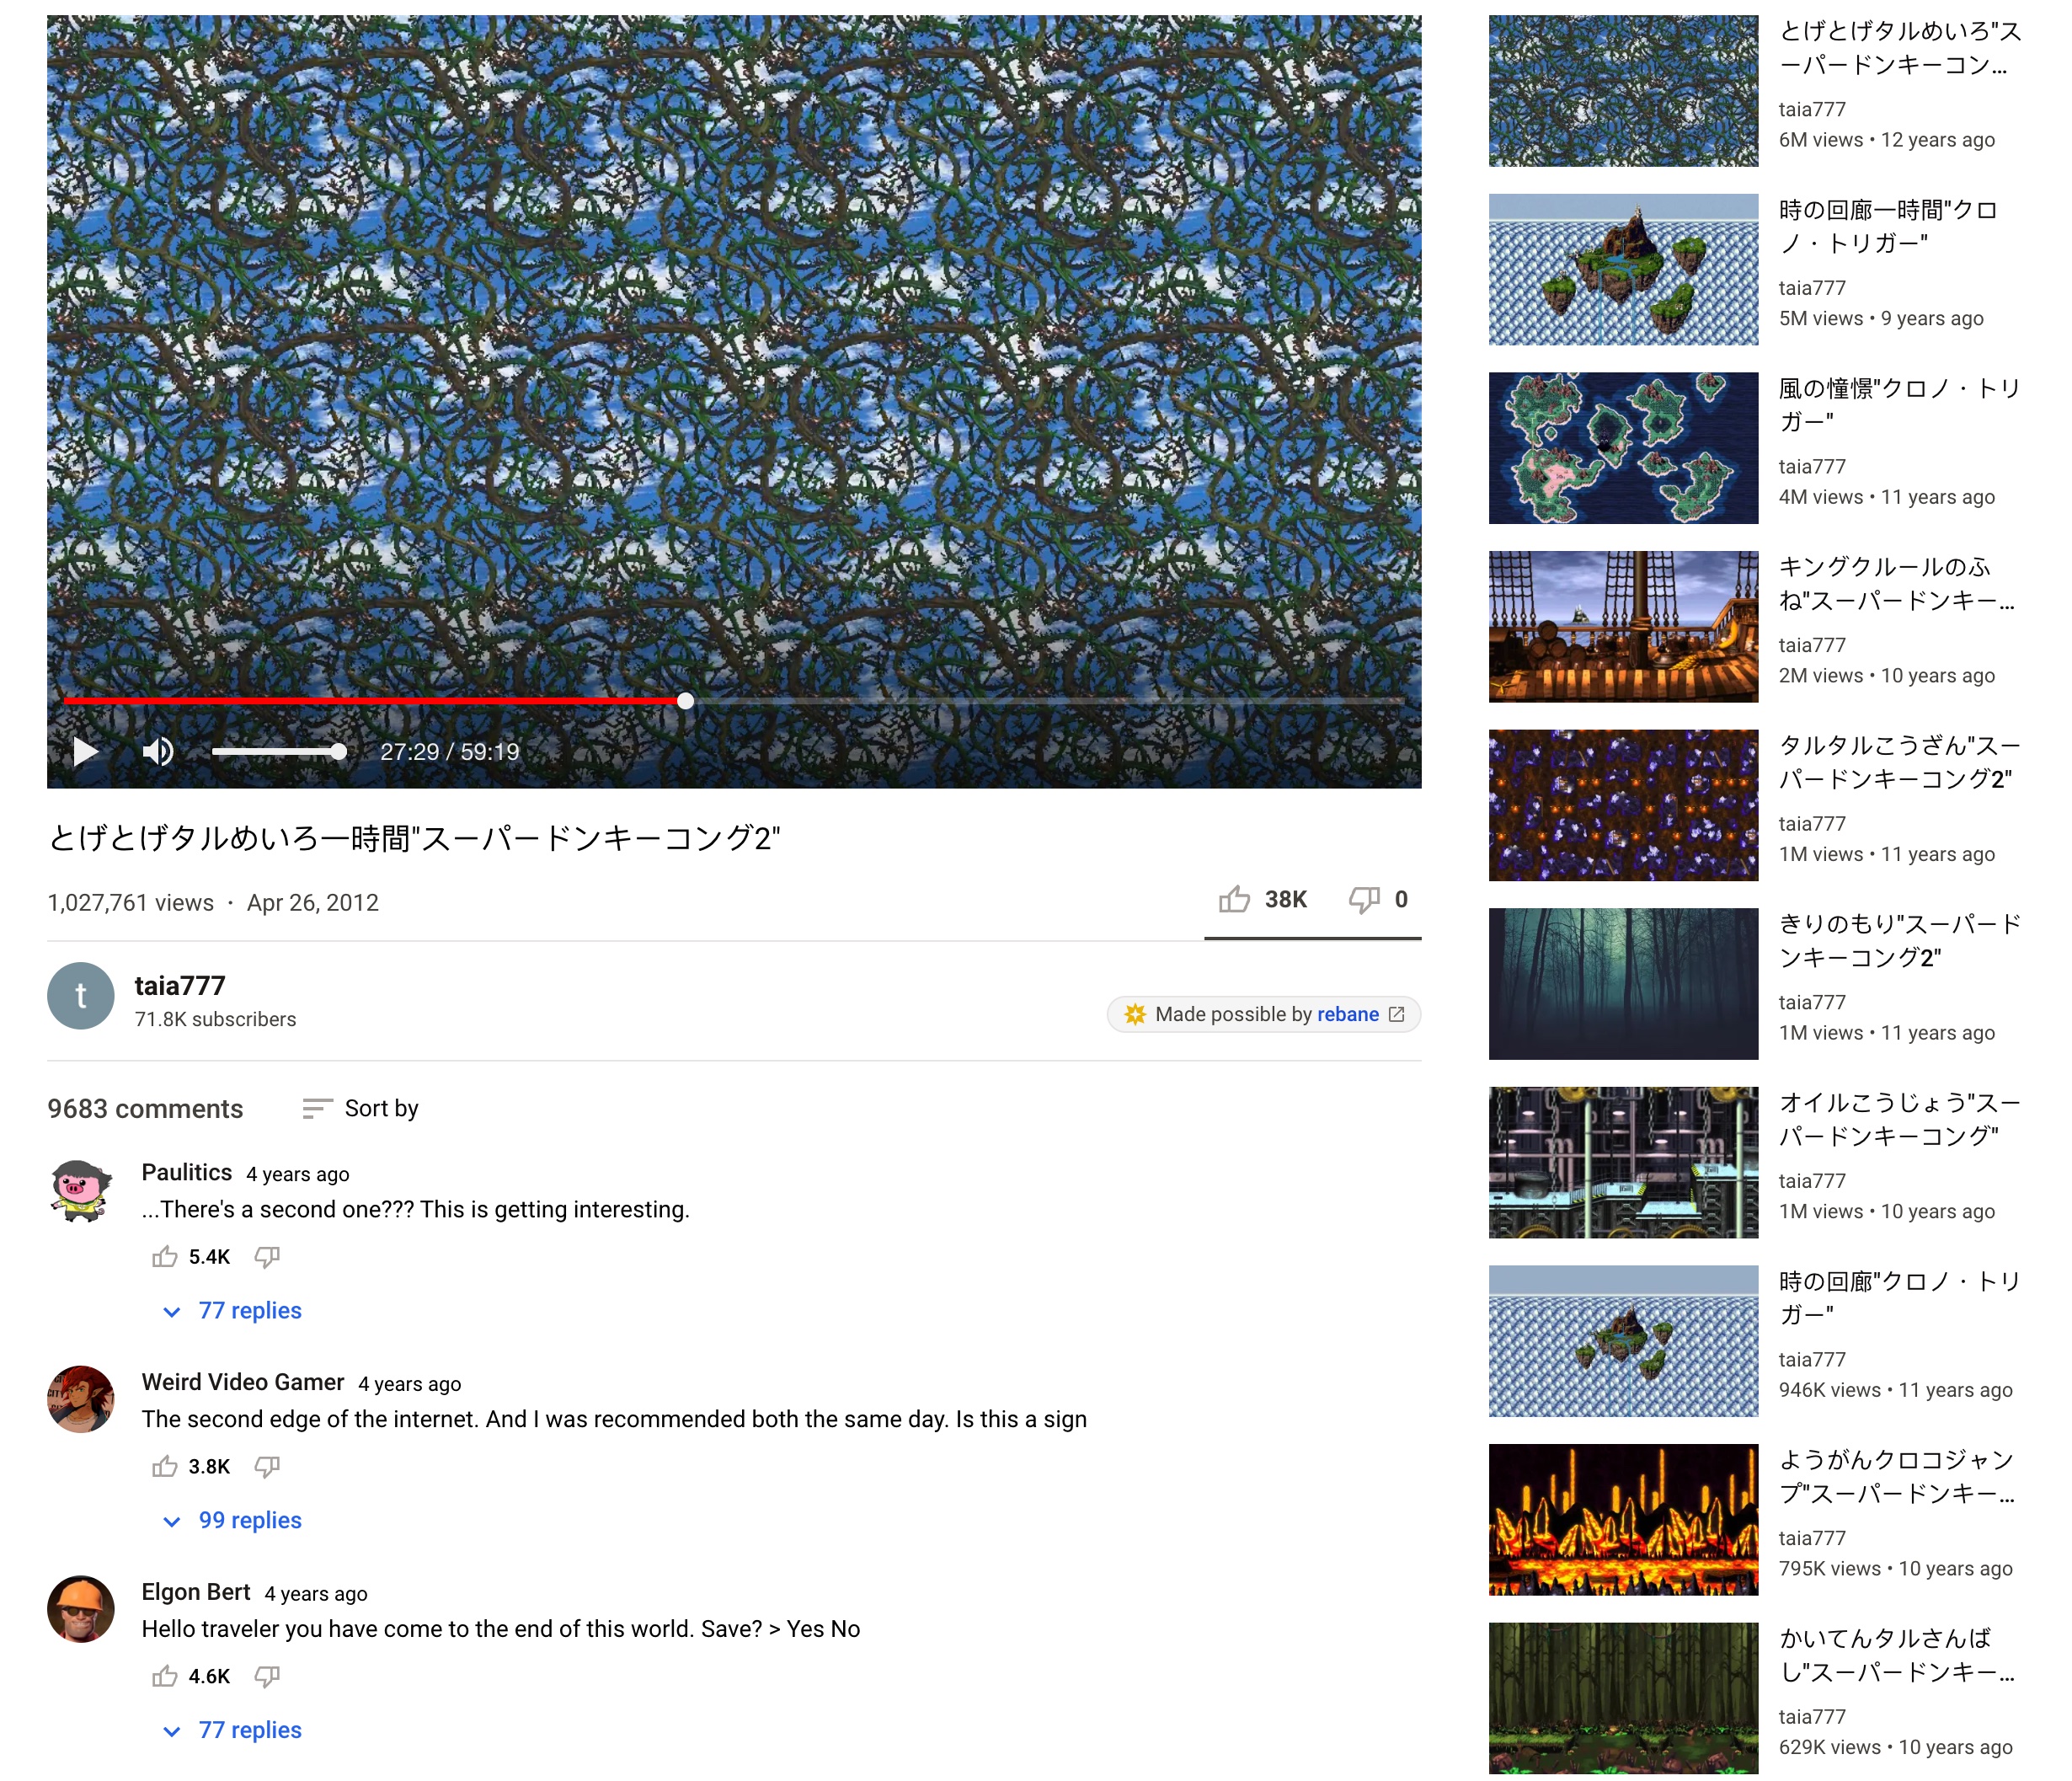 27:29 / 59:19
とげとげタルめいろ一時間"スーパードンキーコング2"
1,027,761 views • Apr 26, 2012
38K
0
t
taia777
71.8K subscribers
Made possible by rebane
9683 comments
Sort by
Paulitics 4 years ago
...There's a second one??? This is getting interesting.
5.4K
77 replies
Weird Video Gamer 4 years ago
The second edge of the internet. And I was recommended both the same day. Is this a sign
3.8K
99 replies
Elgon Bert 4 years ago
Hello traveler you have come to the end of this world. Save? > Yes No
4.6K
77 replies
とげとげタルめいろ"ス
ーパードンキーコン...
taia777
6M views • 12 years ago
時の回廊一時間"クロ
ノ・トリガー"
taia777
5M views • 9 years ago
風の憧憬"クロノ・トリ
ガー"
taia777
4M views • 11 years ago
キングクルールのふ
ね"スーパードンキー...
taia777
2M views • 10 years ago
タルタルこうざん"スー
パードンキーコング2"
taia777
1M views • 11 years ago
きりのもり"スーパード
ンキーコング2"
taia777
1M views • 11 years ago
オイルこうじょう"スー
パードンキーコング"
taia777
1M views • 10 years ago
時の回廊"クロノ・トリ
ガー"
taia777
946K views • 11 years ago
ようがんクロコジャン
プ"スーパードンキー...
taia777
795K views • 10 years ago
かいてんタルさんば
し"スーパードンキー...
taia777
629K views • 10 years ago